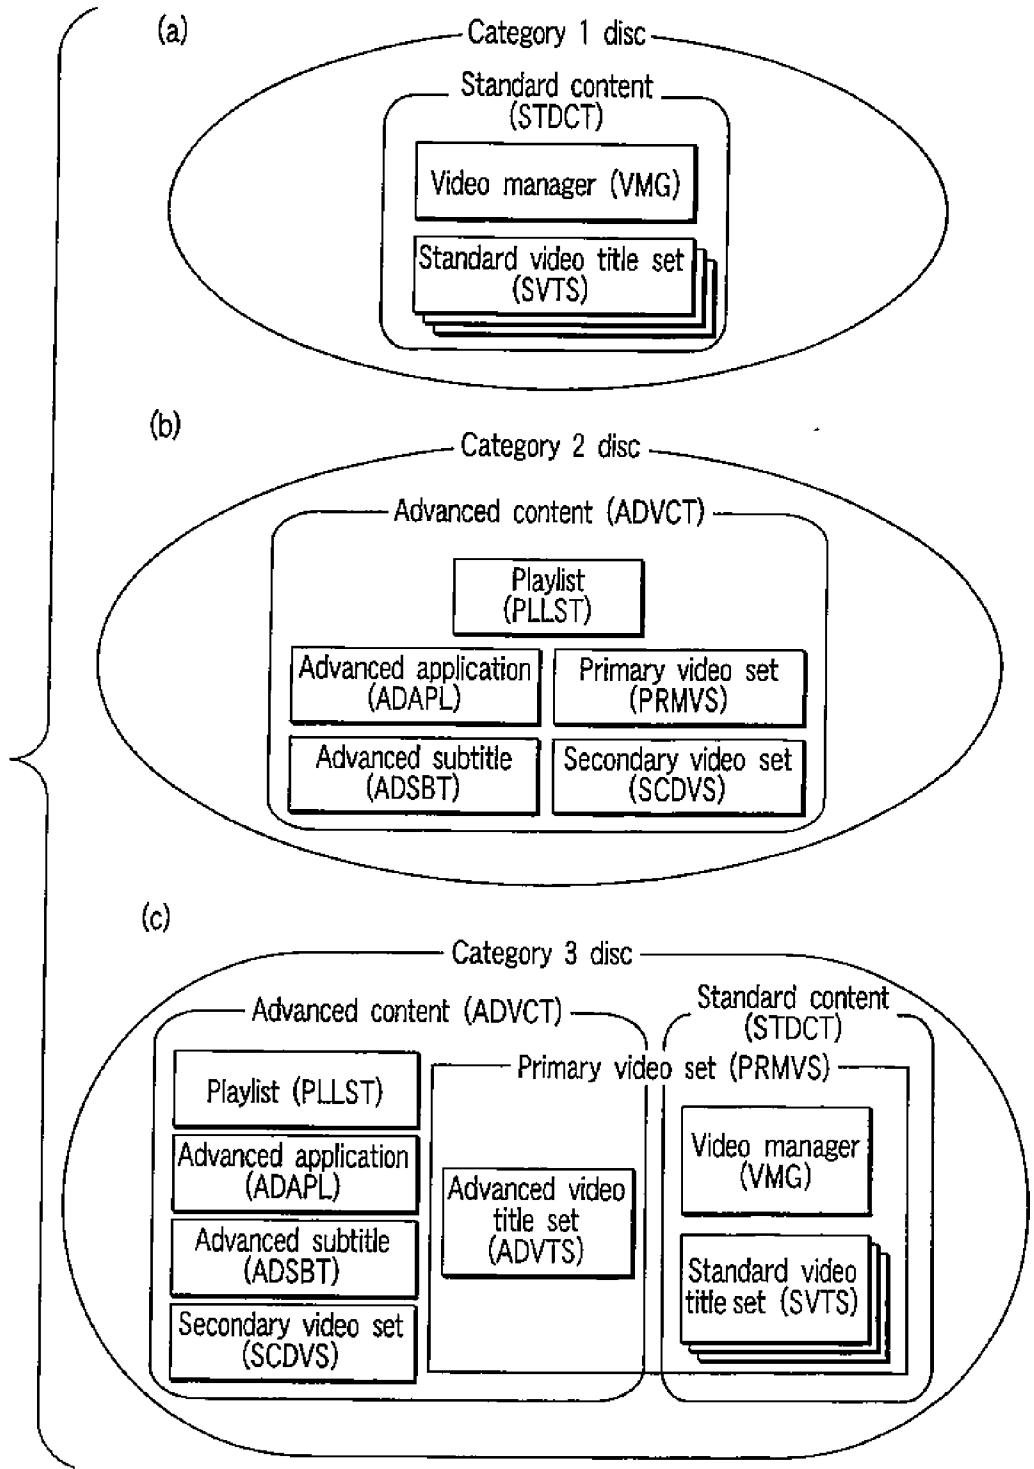 (a)
Category 1 disc
Standard content
(STDCT)
Video manager (VMG)
Standard video title set
(SVTS)
(b)
Category 2 disc
Advanced content (ADVCT)
Playlist
(PLLST)
Advanced application
(ADAPL)
Primary video set
(PRMVS)
Advanced subtitle
(ADSBT)
Secondary video set
(SCDVS)
(c)
Category 3 disc
Advanced content (ADVCT)
Standard content
(STDCT)
Playlist (PLLST)
Advanced application
(ADAPL)
Advanced subtitle
(ADSBT)
Secondary video set
(SCDVS)
Primary video set (PRMVS)
Advanced video
title set
(ADVTS)
Video manager
(VMG)
Standard video
title set (SVTS)